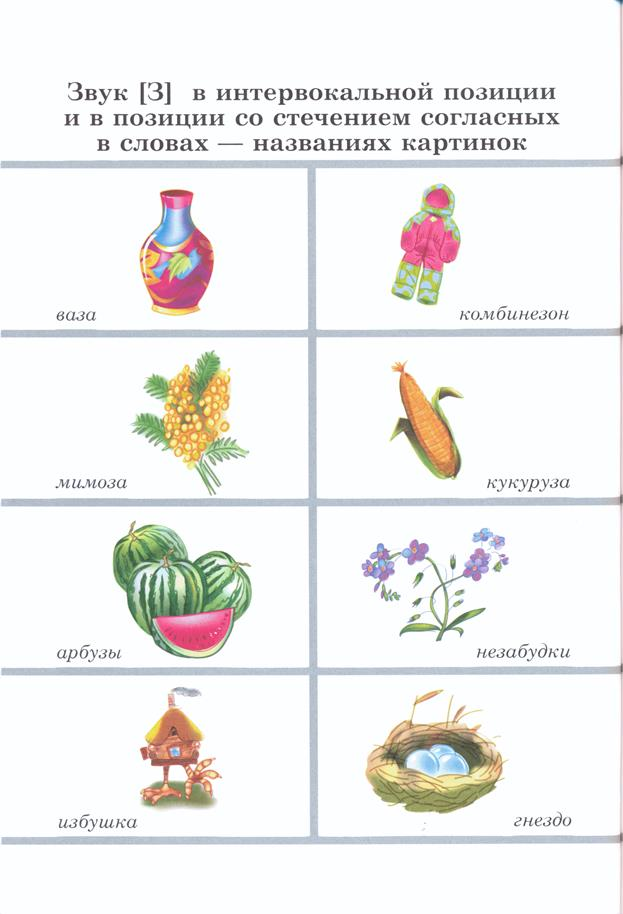 Звук [З] в интервокальной позиции
и в позиции со стечением согласных
в словах — названиях картинок
ваза
комбинезон
мимоза
кукуруза
арбузы
незабудки
избушка
гнездо